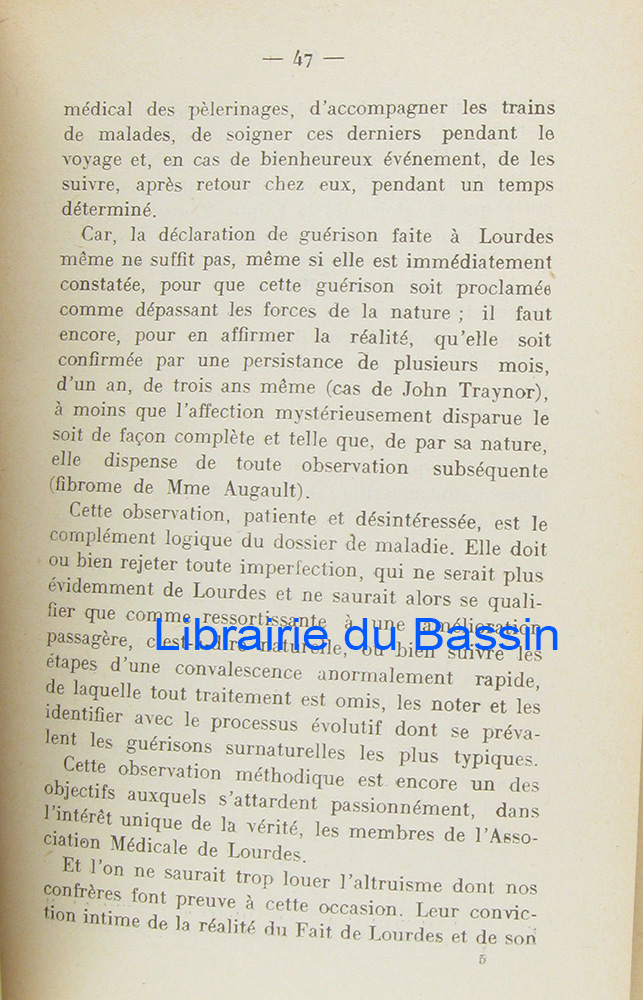 — 47 —
médical des pèlerinages, d'accompagner les trains
de malades, de soigner ces derniers pendant le
voyage et, en cas de bienheureux événement, de les
suivre, après retour chez eux, pendant un temps
déterminé.
Car, la déclaration de guérison faite à Lourdes
même ne suffit pas, même si elle est immédiatement
constatée, pour que cette guérison soit proclamée
comme dépassant les forces de la nature ; il faut
encore, pour en affirmer la réalité, qu'elle soit
confirmée par une persistance de plusieurs mois,
d'un an, de trois ans même (cas de John Traynor),
à moins que l'affection mystérieusement disparue le
soit de façon complète et telle que, de par sa nature,
elle dispense de toute observation subséquente
(fibrome de Mme Augault).
Cette observation, patiente et désintéressée, est le
complément logique du dossier de maladie. Elle doit
ou bien rejeter toute imperfection, qui ne serait plus
évidemment de Lourdes et ne saurait alors se quali-
fier que comme ressortissante à une amélioration
Librairie du Bassin
passagère, c'est-à-dire naturelle, ou bien suivre les
étapes d'une convalescence anormalement rapide,
de laquelle tout traitement est omis, les noter et les
identifier avec le processus évolutif dont se préva-
lent les guérisons surnaturelles les plus typiques.
Cette observation méthodique est encore un des
objectifs auxquels s'attardent passionnément, dans
l'intérêt unique de la vérité, les membres de l'Asso-
ciation Médicale de Lourdes.
Et l'on ne saurait trop louer l'altruisme dont nos
confrères font preuve à cette occasion. Leur convic-
tion intime de la réalité du Fait de Lourdes et de son
5